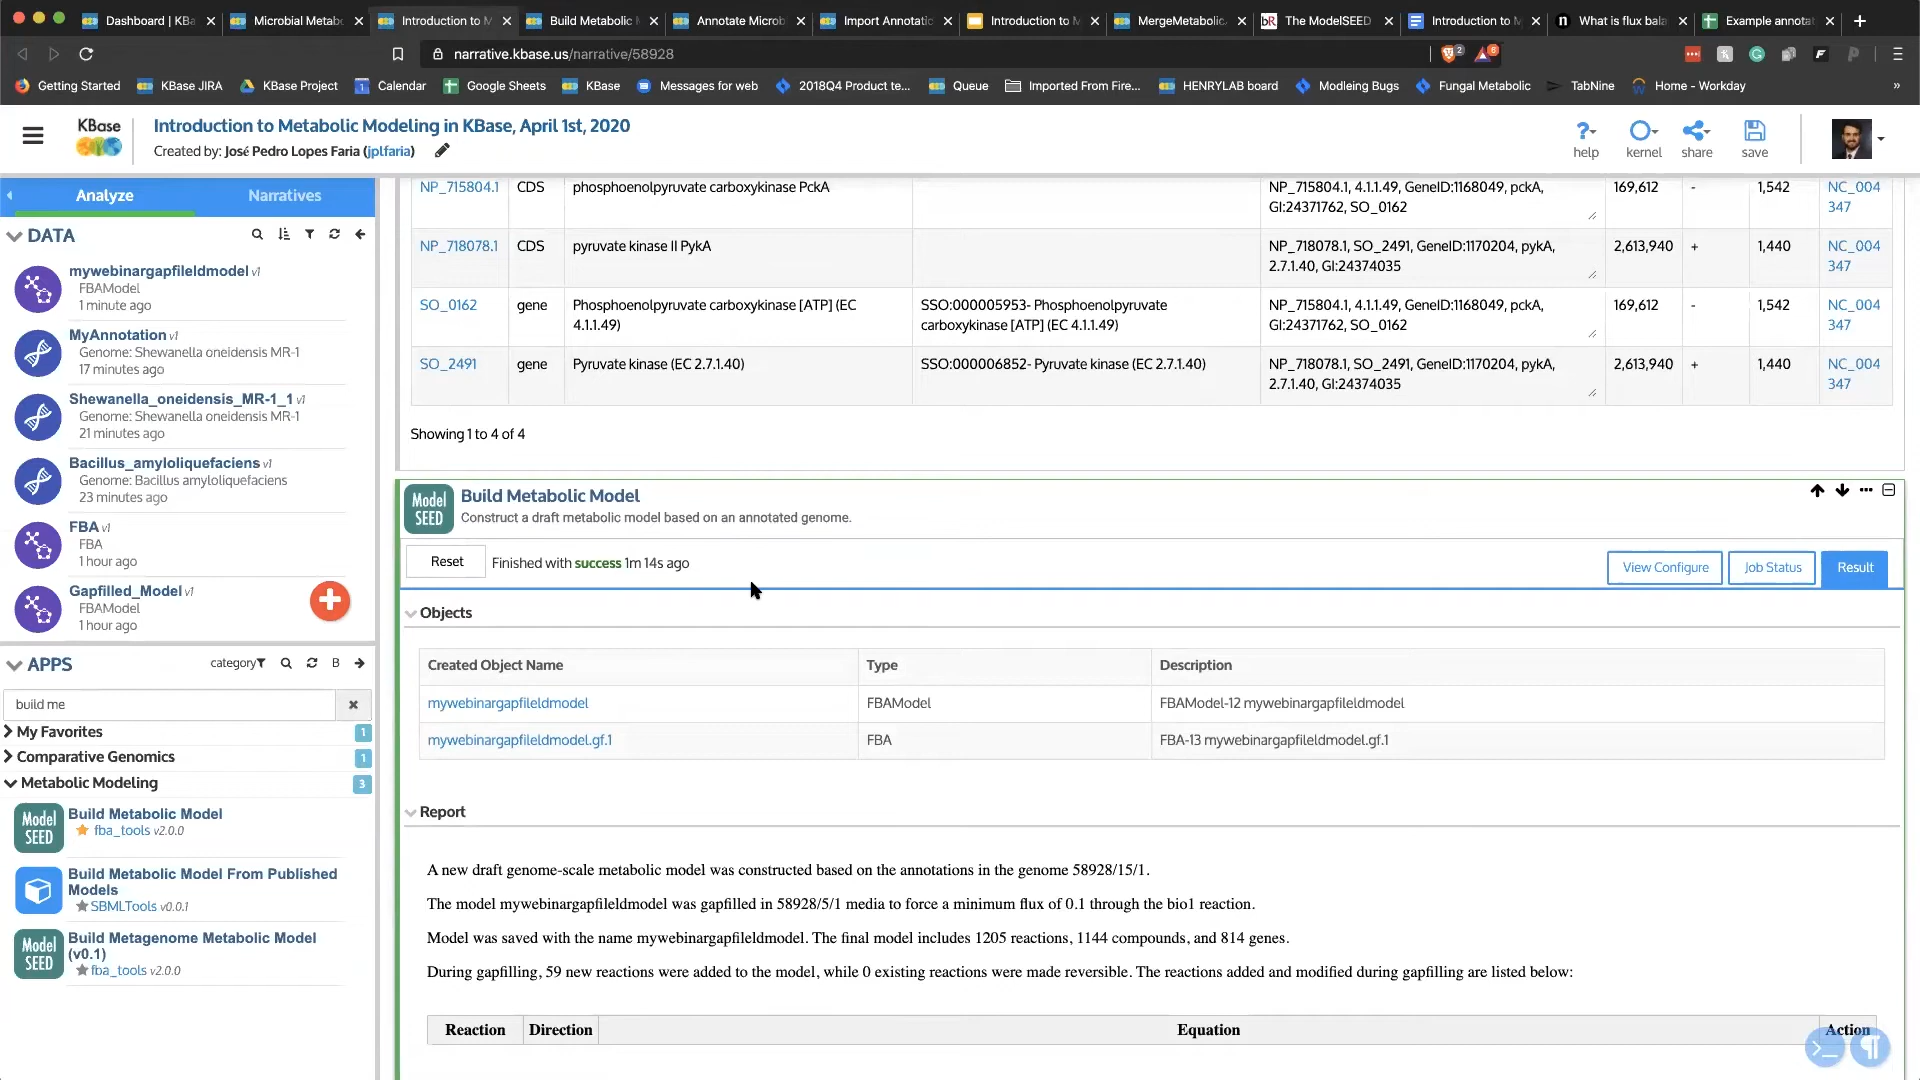 Dashboard | KBa
Microbial Metabo
Introduction to M
Build Metabolic
Annotate Microb
Import Annotatio
Introduction to M
MergeMetabolic
The ModelSEED
Introduction to M
What is flux bala
Example annotat
narrative.kbase.us/narrative/58928
2
8
Getting Started
KBase JIRA
KBase Project
Calendar
Google Sheets
KBase
Messages for web
2018Q4 Product te...
Queue
Imported From Fire...
HENRYLAB board
Modleing Bugs
Fungal Metabolic
TabNine
Home - Workday
»
KBase
Introduction to Metabolic Modeling in KBase, April 1st, 2020
Created by: José Pedro Lopes Faria (jplfaria)
help
kernel
share
save
Analyze
Narratives
DATA
mywebinargapfileldmodel v1
FBAModel
1 minute ago
MyAnnotation v1
Genome: Shewanella oneidensis MR-1
17 minutes ago
Shewanella_oneidensis_MR-1_1 v1
Genome: Shewanella oneidensis MR-1
21 minutes ago
Bacillus_amyloliquefaciens v1
Genome: Bacillus amyloliquefaciens
23 minutes ago
FBA v1
FBA
1 hour ago
Gapfilled_Model v1
FBAModel
1 hour ago
APPS
category
B
build me
My Favorites
1
Comparative Genomics
1
Metabolic Modeling
3
Model
SEED
Build Metabolic Model
fba_tools v2.0.0
Build Metabolic Model From Published
Models
SBMLTools v0.0.1
Model
SEED
Build Metagenome Metabolic Model
(v0.1)
fba_tools v2.0.0
NP_715804.1 CDS phosphoenolpyruvate carboxykinase PckA NP_715804.1, 4.1.1.49, GeneID:1168049, pckA, 169,612 - 1,542 NC_004
GI:24371762, SO_0162 347
NP_718078.1 CDS pyruvate kinase II PykA NP_718078.1, SO_2491, GeneID:1170204, pykA, 2,613,940 + 1,440 NC_004
2.7.1.40, GI:24374035 347
SO_0162 gene Phosphoenolpyruvate carboxykinase [ATP] (EC SSO:000005953- Phosphoenolpyruvate NP_715804.1, 4.1.1.49, GeneID:1168049, pckA, 169,612 - 1,542 NC_004
4.1.1.49) carboxykinase [ATP] (EC 4.1.1.49) GI:24371762, SO_0162 347
SO_2491 gene Pyruvate kinase (EC 2.7.1.40) SSO:000006852- Pyruvate kinase (EC 2.7.1.40) NP_718078.1, SO_2491, GeneID:1170204, pykA, 2,613,940 + 1,440 NC_004
2.7.1.40, GI:24374035 347
Showing 1 to 4 of 4
Model
SEED
Build Metabolic Model
Construct a draft metabolic model based on an annotated genome.
Reset
Finished with success 1m 14s ago
View Configure
Job Status
Result
Objects
Created Object Name Type Description
mywebinargapfileldmodel FBAModel FBAModel-12 mywebinargapfileldmodel
mywebinargapfileldmodel.gf.1 FBA FBA-13 mywebinargapfileldmodel.gf.1
Report
A new draft genome-scale metabolic model was constructed based on the annotations in the genome 58928/15/1.
The model mywebinargapfileldmodel was gapfilled in 58928/5/1 media to force a minimum flux of 0.1 through the bio1 reaction.
Model was saved with the name mywebinargapfileldmodel. The final model includes 1205 reactions, 1144 compounds, and 814 genes.
During gapfilling, 59 new reactions were added to the model, while 0 existing reactions were made reversible. The reactions added and modified during gapfilling are listed below:
Reaction Direction Equation Action